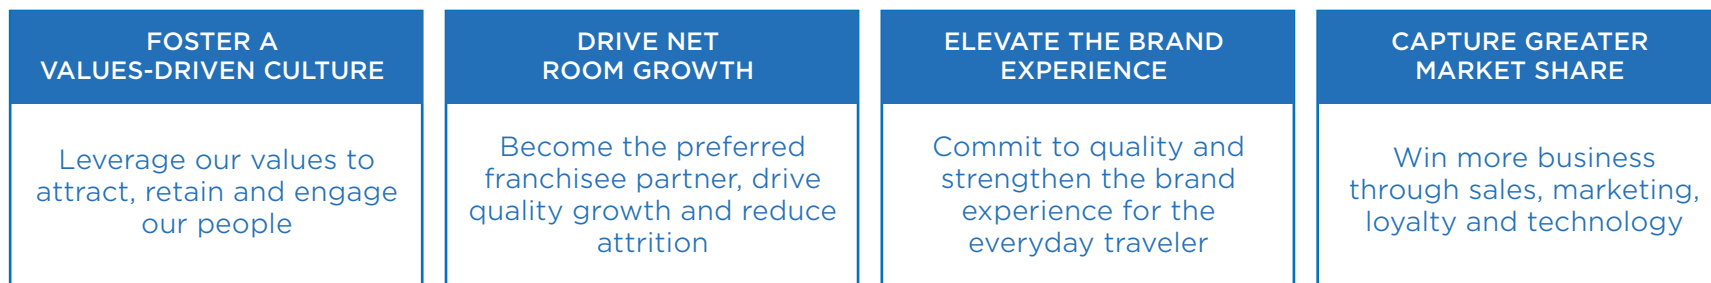 FOSTER A
VALUES-DRIVEN CULTURE
Leverage our values to
attract, retain and engage
our people
DRIVE NET
ROOM GROWTH
Become the preferred
franchisee partner, drive
quality growth and reduce
attrition
ELEVATE THE BRAND
EXPERIENCE
Commit to quality and
strengthen the brand
experience for the
everyday traveler
CAPTURE GREATER
MARKET SHARE
Win more business
through sales, marketing,
loyalty and technology